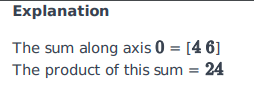 Explanation
The sum along axis 0 = [4 6]
The product of this sum = 24